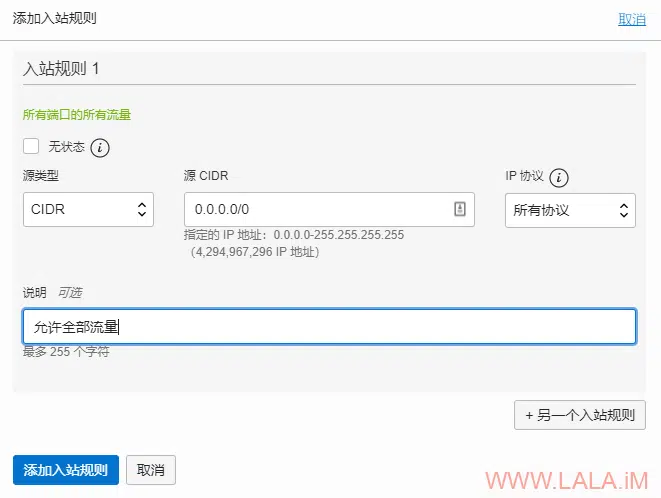 添加入站规则 取消
入站规则 1
所有端口的所有流量
无状态 i
源类型 源 CIDR IP 协议 i
CIDR 0.0.0.0/0 所有协议
指定的 IP 地址：0.0.0.0-255.255.255.255
（4,294,967,296 IP 地址）
说明 可选
允许全部流量
最多 255 个字符
+ 另一个入站规则
添加入站规则 取消
WWW.LALA.iM